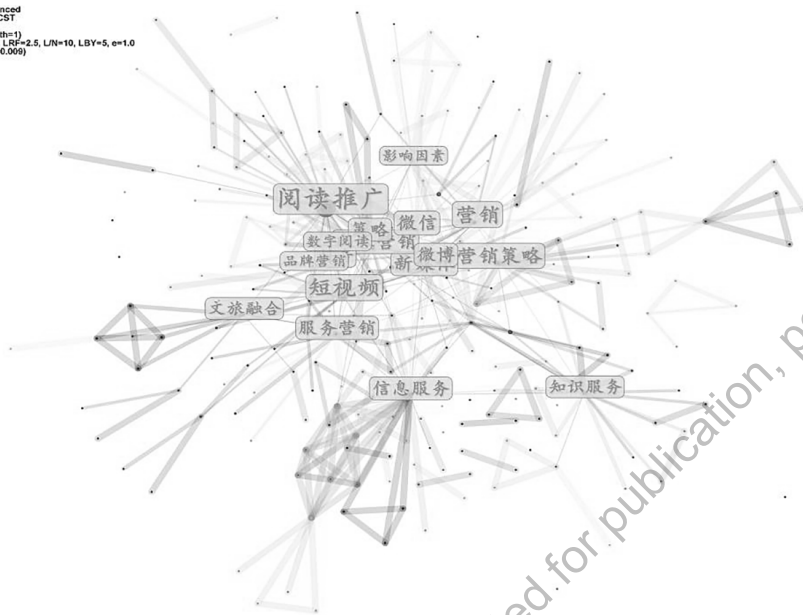 CST
LRF=2.5, L/N=10, LBY=5, e=1.0
影响因素
阅读推广
营销
微信
策略
数字阅读
营销
微博营销策略
品牌营销
短视频
文旅融合
服务营销
信息服务
知识服务
ed for publication, p